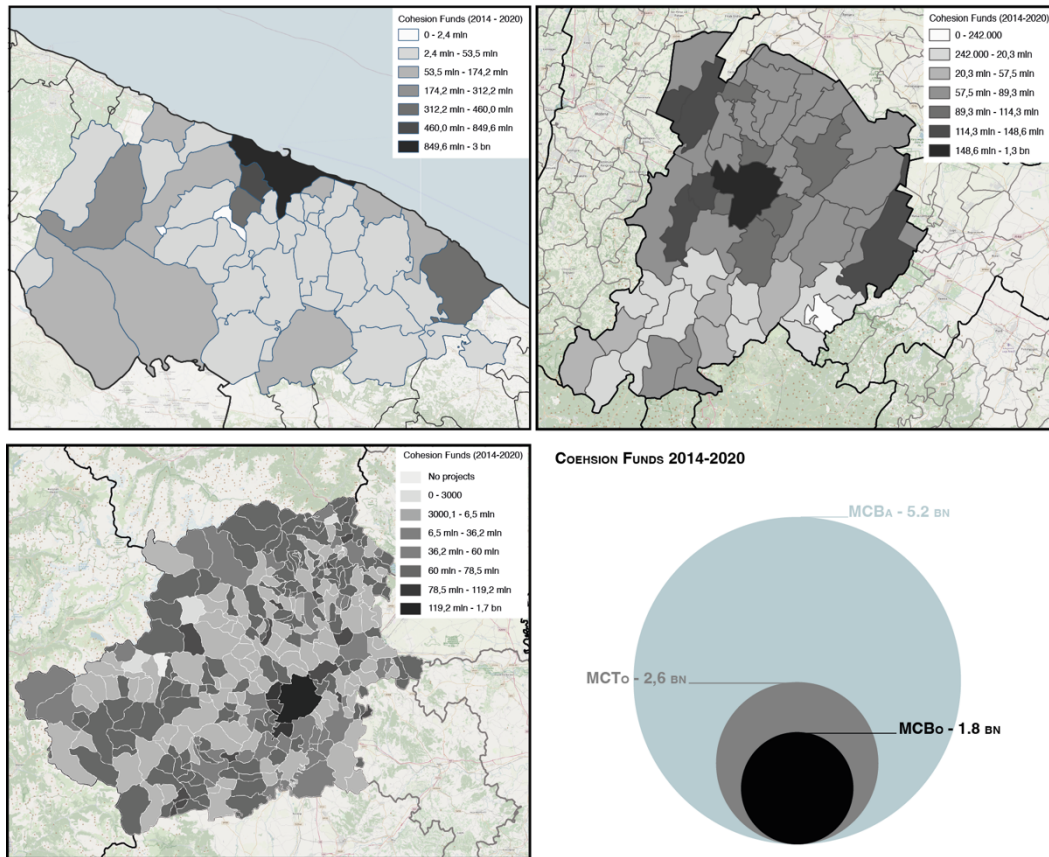 Cohesion Funds (2014 - 2020)
0 - 2,4 mln
2,4 mln - 53,5 mln
53,5 mln - 174,2 mln
174,2 mln - 312,2 mln
312,2 mln - 460,0 mln
460,0 mln - 849,6 mln
849,6 mln - 3 bn
Cohesion Funds (2014-2020)
0 - 242.000
242.000 - 20,3 mln
20,3 mln - 57,5 mln
57,5 mln - 89,3 mln
89,3 mln - 114,3 mln
114,3 mln - 148,6 mln
148,6 mln - 1,3 bn
Cohesion Funds (2014-2020)
No projects
0 - 3000
3000,1 - 6,5 mln
6,5 mln - 36,2 mln
36,2 mln - 60 mln
60 mln - 78,5 mln
78,5 mln - 119,2 mln
119,2 mln - 1,7 bn
Coehsion Funds 2014-2020
MCBa - 5.2 bn
MCTo - 2,6 bn
MCBo - 1.8 bn